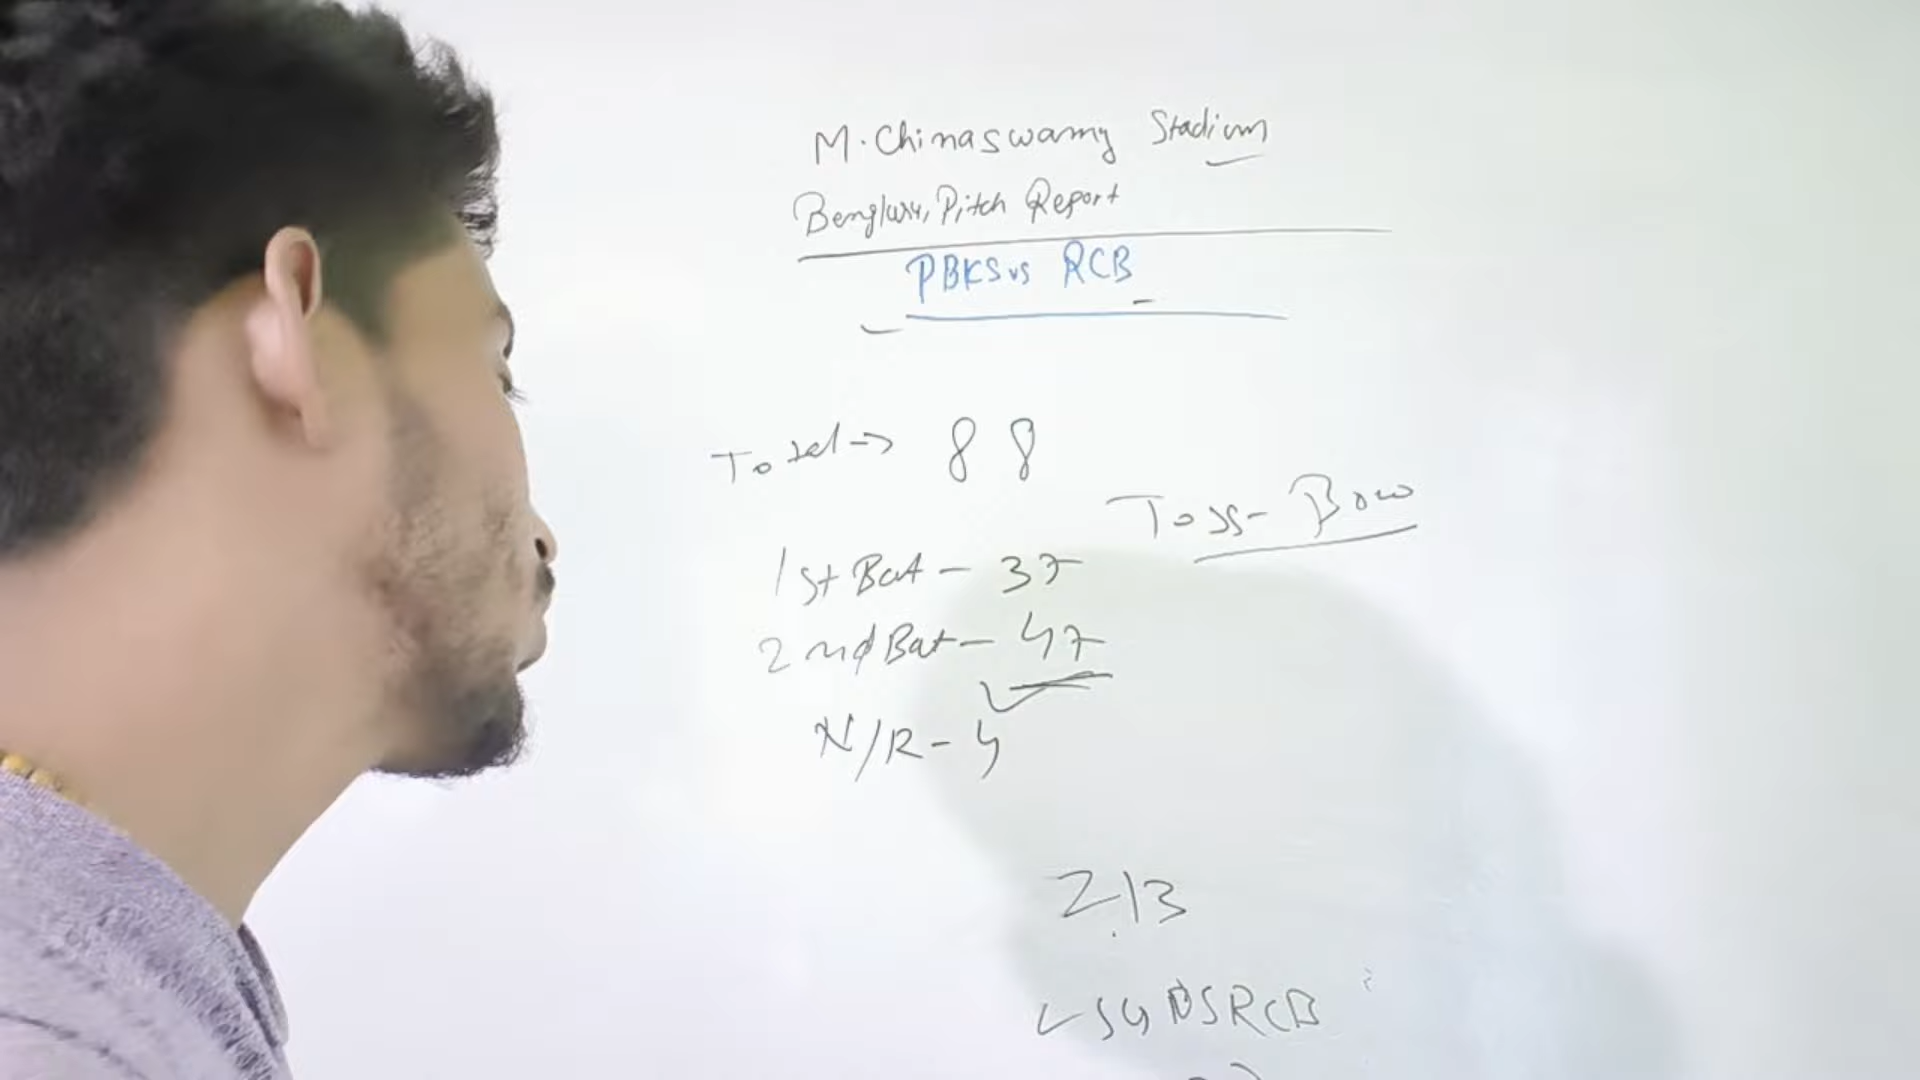 M. Chinaswamy Stadium
Bengluru, Pitch Report
PBKS vs RCB
Total → 88
Toss - Bow
1st Bat - 37
2nd Bat - 47
N/R - 4
213
LSG VS RCB